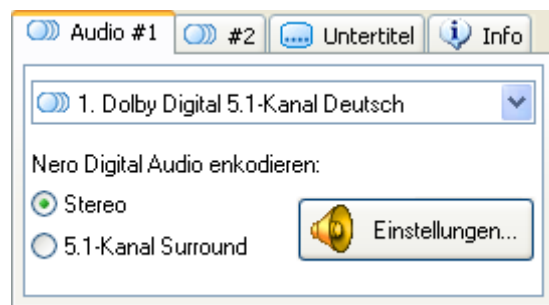 Audio #1 #2 Untertitel Info
1. Dolby Digital 5.1-Kanal Deutsch
Nero Digital Audio enkodieren:
Stereo
Einstellungen...
5.1-Kanal Surround